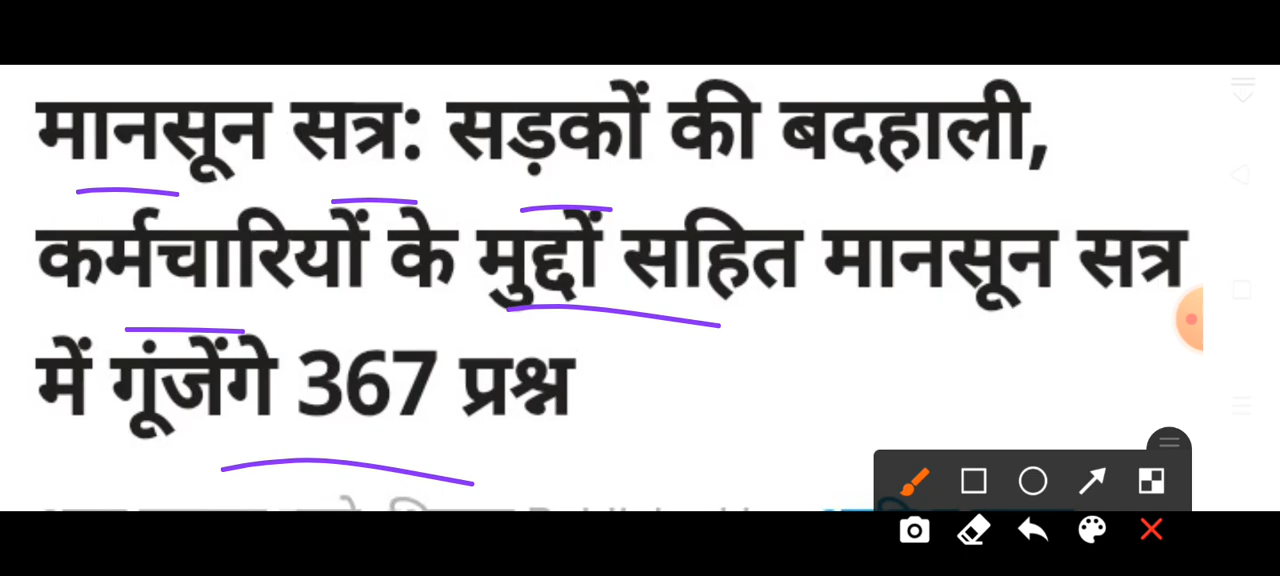 मानसून सत्र: सड़कों की बदहाली,
कर्मचारियों के मुद्दों सहित मानसून सत्र
में गूंजेंगे 367 प्रश्न